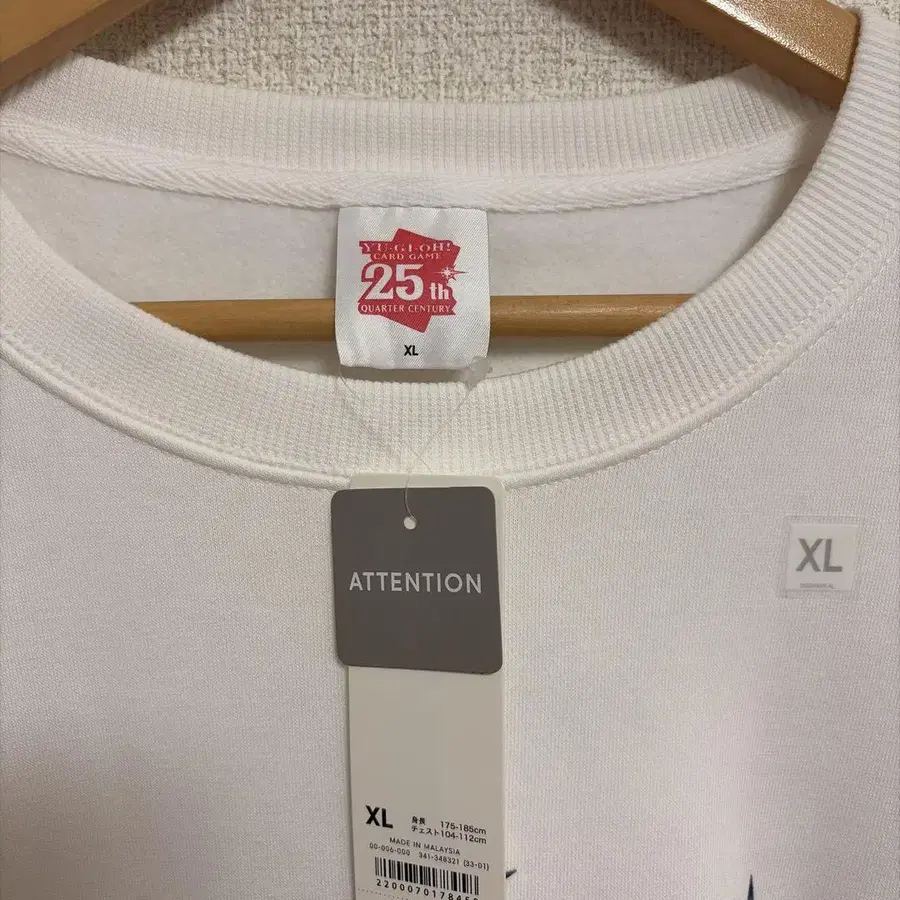 YU-GI-OH!
CARD GAME
25th
QUARTER CENTURY
XL
ATTENTION
XL
XL 身長 175-185cm
チェスト104-112cm
MADE IN MALAYSIA
00-006-000 341-348321 (33-01)